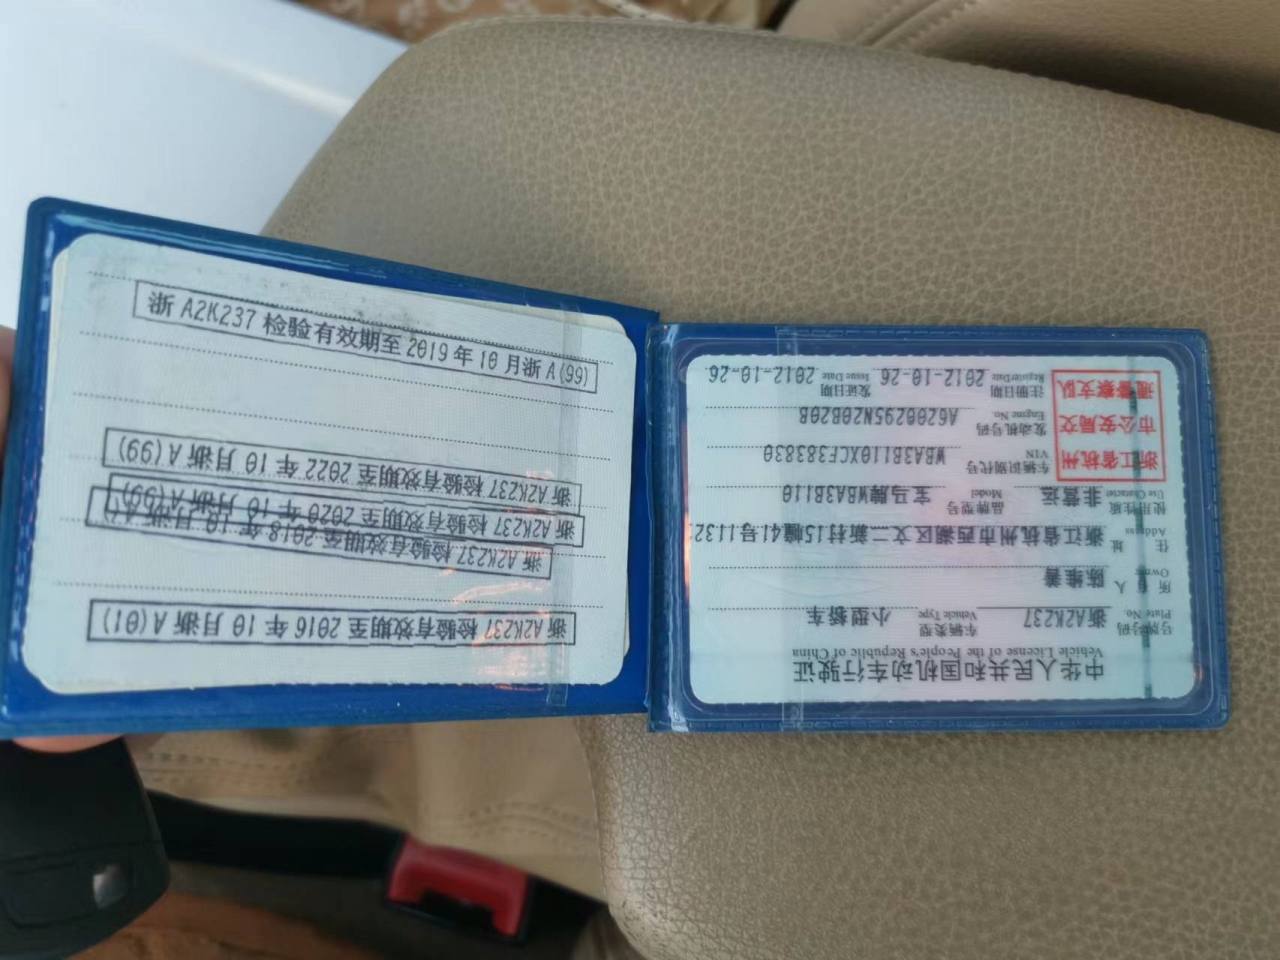 浙 A2K237 检验有效期至 2019 年 10 月浙 A(99)
浙 A2K237 检验有效期至 2016 年 10 月浙 A(01)
浙 A2K237 检验有效期至 2018 年 10 月浙
浙 A2K237 检验有效期至 2020 年 10 月浙 A(99)
浙 A2K237 检验有效期至 2022 年 10 月浙 A(99)
中华人民共和国机动车行驶证
Vehicle License of the People's Republic of China
号牌号码 浙A2K237 车辆类型 小型轿车
Plate No. Vehicle Type
所有人 陈维善
Owner
住址 浙江省杭州市西湖区文二新村115幢41号1132
Address
使用性质 非营运 品牌型号 宝马牌WBA3B110
Use Character Model
浙江省杭州
市公安局交
通警察支队
车辆识别代号 WBA3B110XCF383830
VIN
发动机号码 A6200295N20B20B
Engine No.
注册日期 2012-10-26 发证日期 2012-10-26
Register Date Issue Date